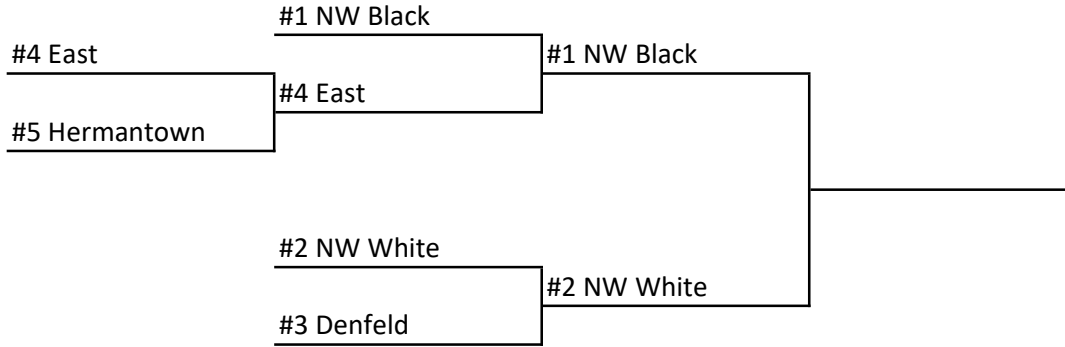 #1 NW Black
#4 East
#1 NW Black
#4 East
#5 Hermantown
#2 NW White
#2 NW White
#3 Denfeld